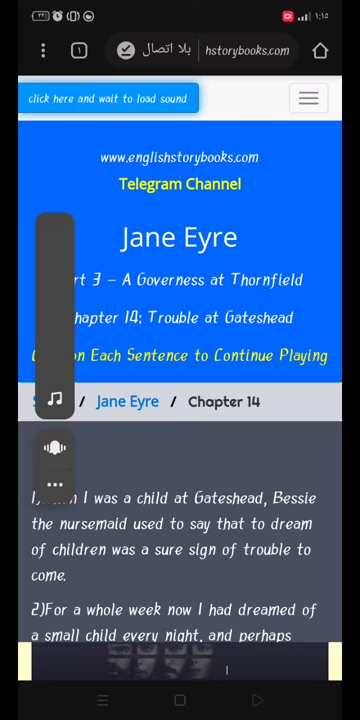 ١:١٥
١
بلا اتصال
hstorybooks.com
click here and wait to load sound
www.englishstorybooks.com
Telegram Channel
Jane Eyre
rt 3 – A Governess at Thornfield
hapter 14: Trouble at Gateshead
on Each Sentence to Continue Playing
/ Jane Eyre / Chapter 14
I was a child at Gateshead, Bessie
the nursemaid used to say that to dream
of children was a sure sign of trouble to
come.
2)For a whole week now I had dreamed of
a small child every night, and perhaps